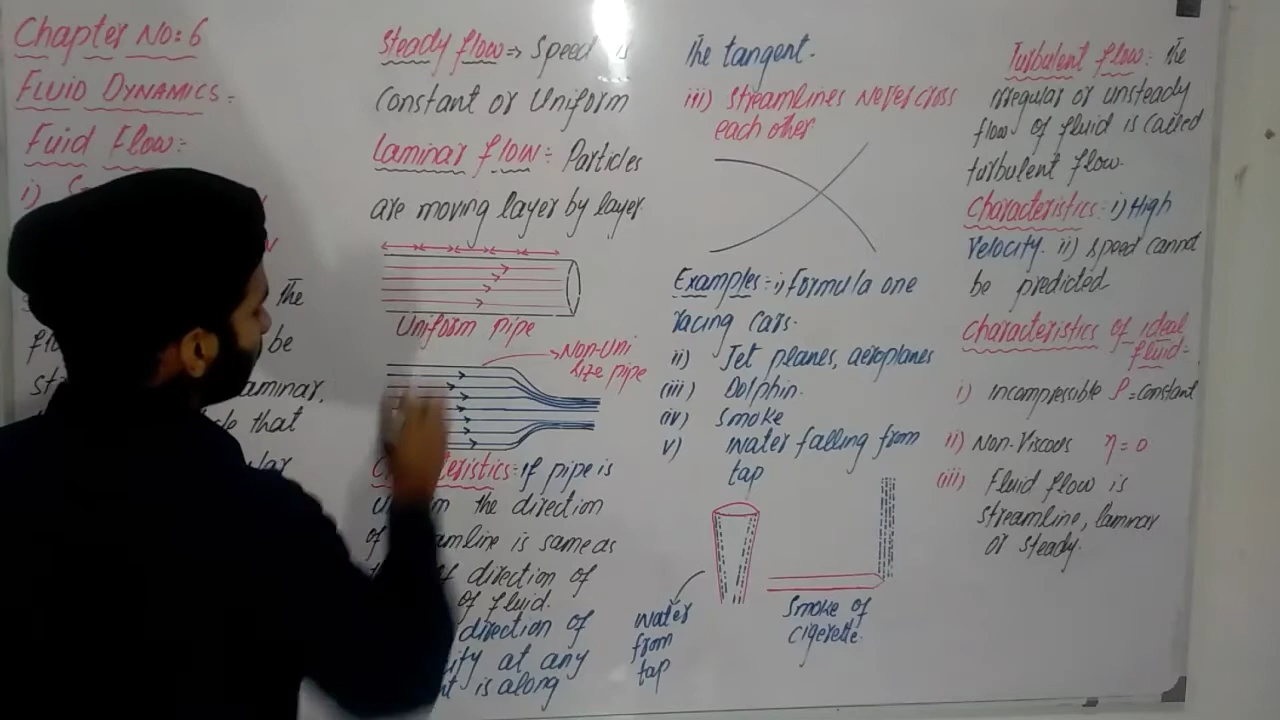 Chapter No: 6
FLUID DYNAMICS:
Fuid Flow:
i)
the
be
aminar,
that
Steady flow ⇒ Speed is
Constant or Uniform
Laminar flow: Particles
are moving layer by layer
Uniform pipe
Non-Uni
size pipe
Characteristics: if pipe is
the direction
is same as
direction of
of fluid.
direction of
at any
is along
the tangent.
iii) Streamlines never cross
each other
Examples: i) Formula one
racing cars.
ii) Jet planes, aeroplanes
(iii) Dolphin.
(iv) Smoke
v) water falling from
tap
water
from
tap
Smoke of
cigerette.
Turbulent flow: The
irregular or unsteady
flow of fluid is called
turbulent flow.
Characteristics: i) High
velocity. ii) speed cannot
be predicted
Characteristics of ideal
fluid:
i) Incompressible ρ = constant
ii) Non-Viscous η = 0
(iii) Fluid flow is
streamline, laminar
or steady.